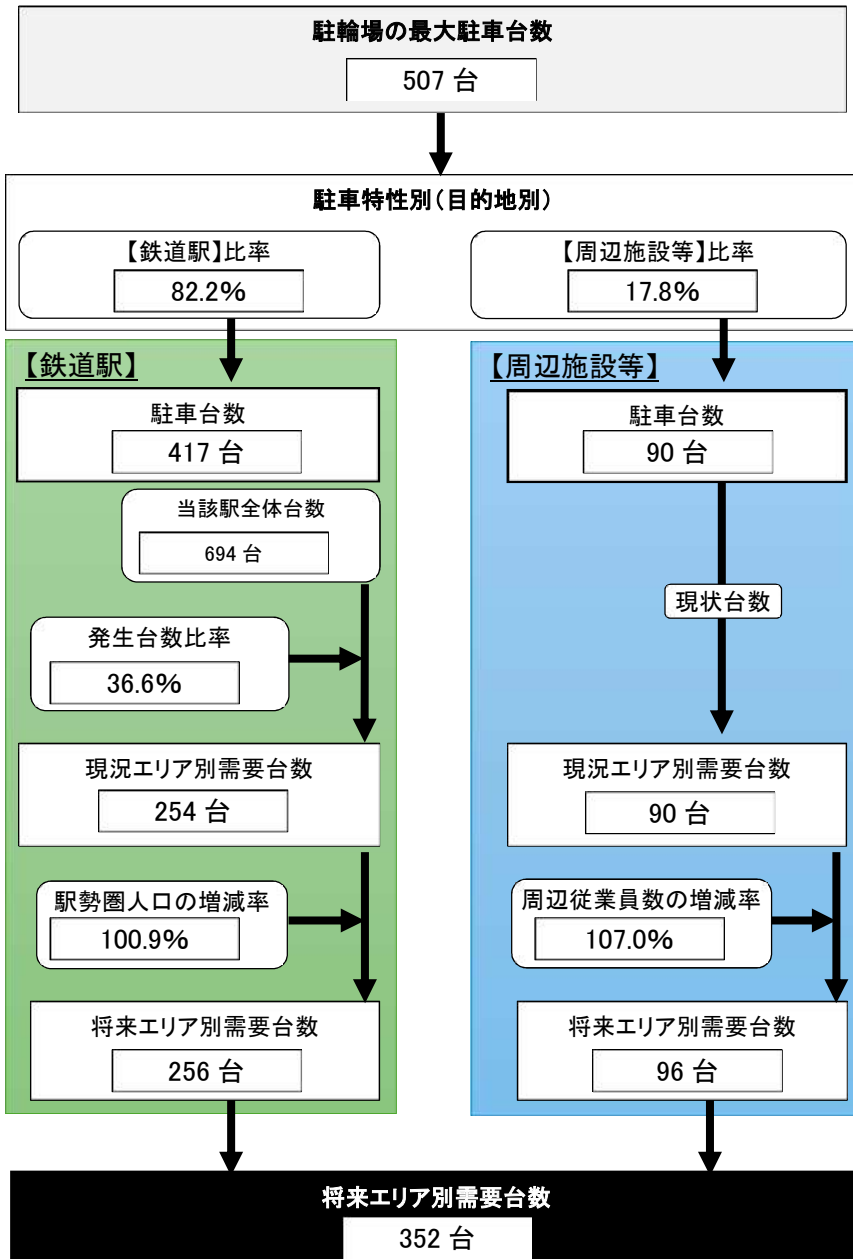 駐輪場の最大駐車台数
507 台
駐車特性別（目的地別）
【鉄道駅】比率
82.2%
【周辺施設等】比率
17.8%
【鉄道駅】
駐車台数
417 台
当該駅全体台数
694 台
発生台数比率
36.6%
現況エリア別需要台数
254 台
駅勢圏人口の増減率
100.9%
将来エリア別需要台数
256 台
【周辺施設等】
駐車台数
90 台
現状台数
現況エリア別需要台数
90 台
周辺従業員数の増減率
107.0%
将来エリア別需要台数
96 台
将来エリア別需要台数
352 台